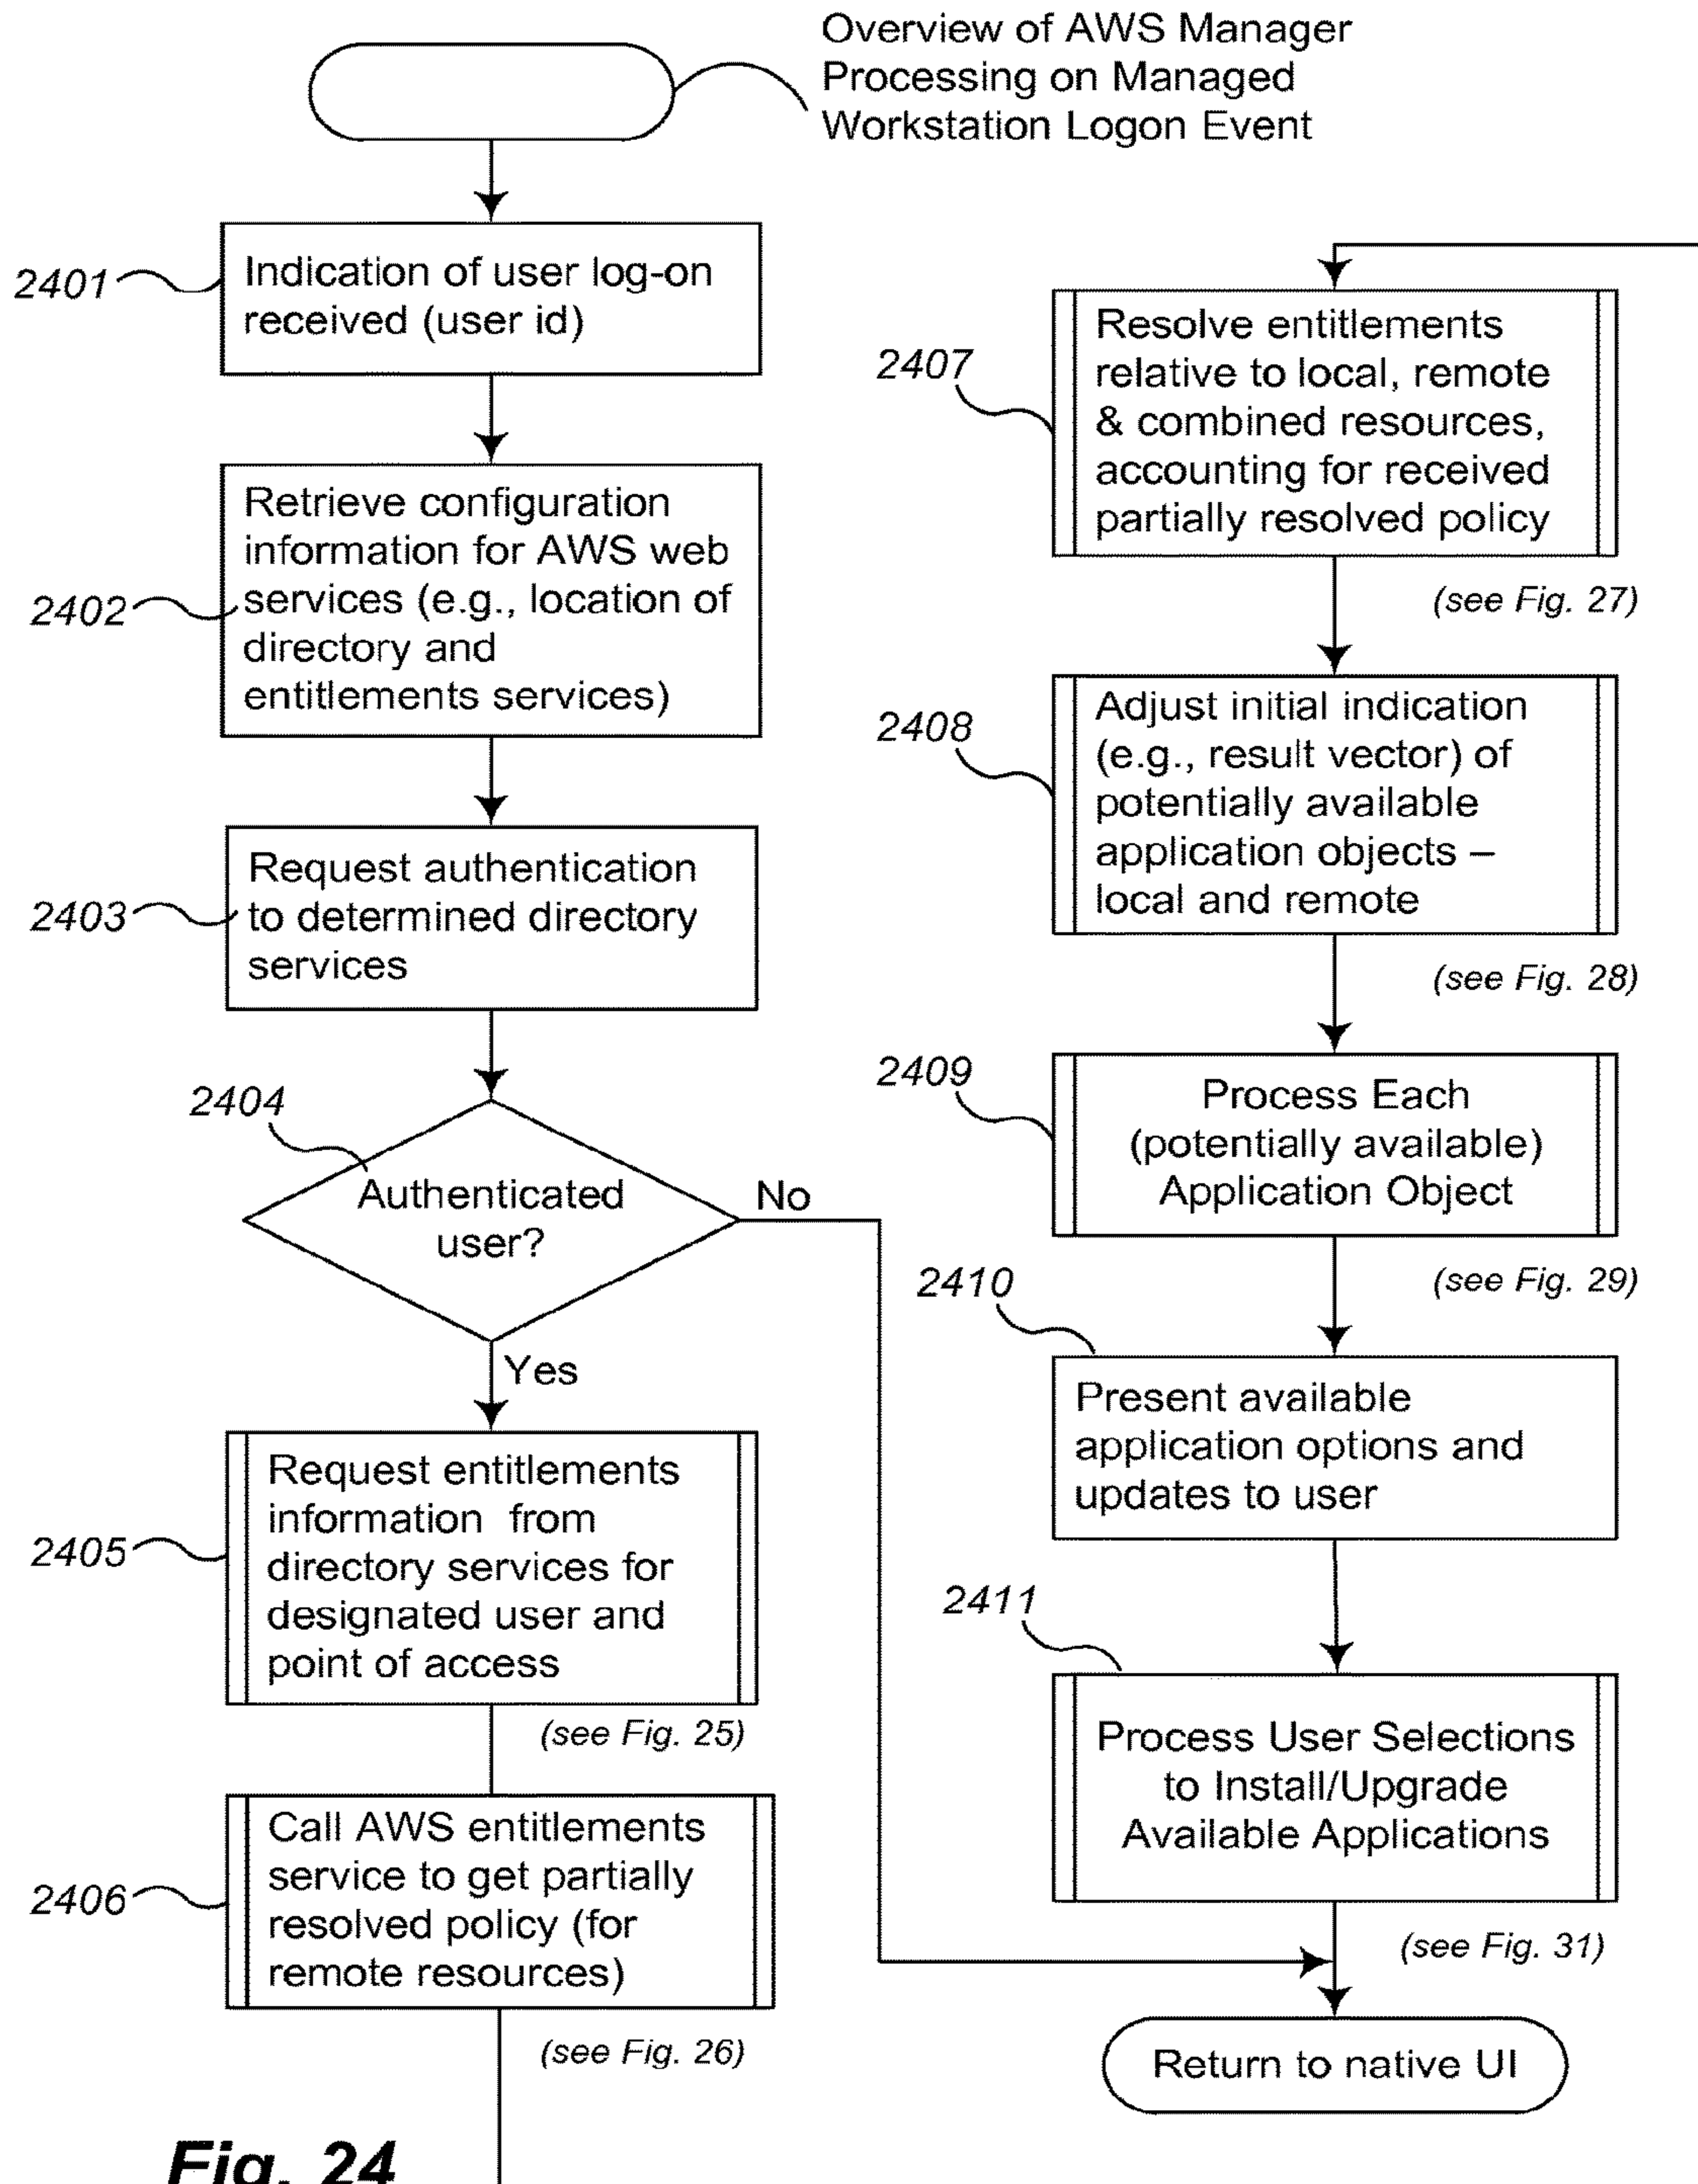 Overview of AWS Manager
Processing on Managed
Workstation Logon Event
2401
Indication of user log-on
received (user id)
2402
Retrieve configuration
information for AWS web
services (e.g., location of
directory and
entitlements services)
2403
Request authentication
to determined directory
services
2404
Authenticated
user?
No
Yes
2405
Request entitlements
information from
directory services for
designated user and
point of access
(see Fig. 25)
2406
Call AWS entitlements
service to get partially
resolved policy (for
remote resources)
(see Fig. 26)
2407
Resolve entitlements
relative to local, remote
& combined resources,
accounting for received
partially resolved policy
(see Fig. 27)
2408
Adjust initial indication
(e.g., result vector) of
potentially available
application objects –
local and remote
(see Fig. 28)
2409
Process Each
(potentially available)
Application Object
(see Fig. 29)
2410
Present available
application options and
updates to user
2411
Process User Selections
to Install/Upgrade
Available Applications
(see Fig. 31)
Return to native UI
Fig. 24